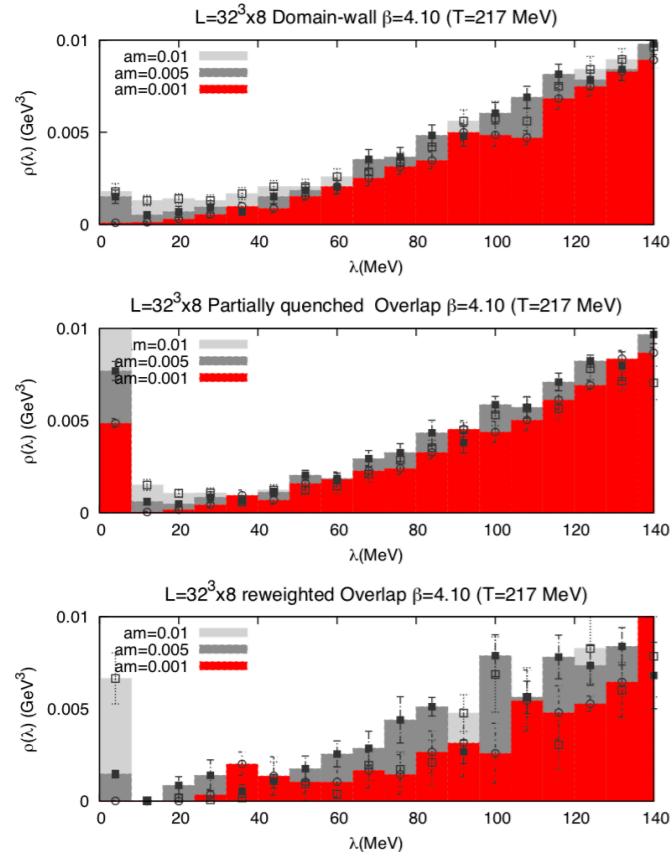 L=32³x8 Domain-wall β=4.10 (T=217 MeV)
0.01
am=0.01
am=0.005
am=0.001
ρ(λ) (GeV³)
0.005
0
0 20 40 60 80 100 120 140
λ(MeV)
L=32³x8 Partially quenched Overlap β=4.10 (T=217 MeV)
0.01
am=0.01
am=0.005
am=0.001
ρ(λ) (GeV³)
0.005
0
0 20 40 60 80 100 120 140
λ(MeV)
L=32³x8 reweighted Overlap β=4.10 (T=217 MeV)
0.01
am=0.01
am=0.005
am=0.001
ρ(λ) (GeV³)
0.005
0
0 20 40 60 80 100 120 140
λ(MeV)